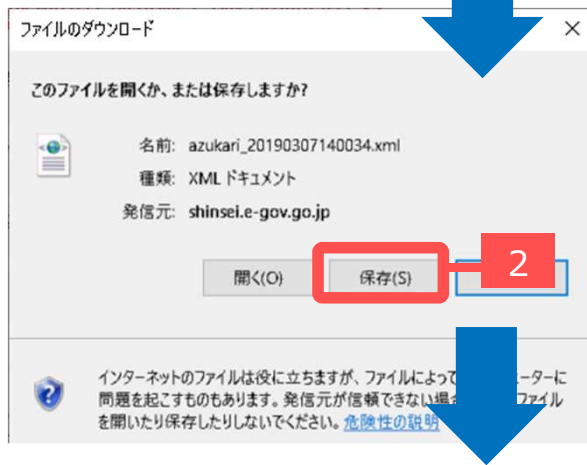 ファイルのダウンロード
このファイルを開くか、または保存しますか?
名前: azukari_20190307140034.xml
種類: XML ドキュメント
発信元: shinsei.e-gov.go.jp
開く(O) 保存(S) 2
インターネットのファイルは役に立ちますが、ファイルによって ーターに
問題を起こすものもあります。発信元が信頼できない場合 ファイル
を開いたり保存したりしないでください。危険性の説明